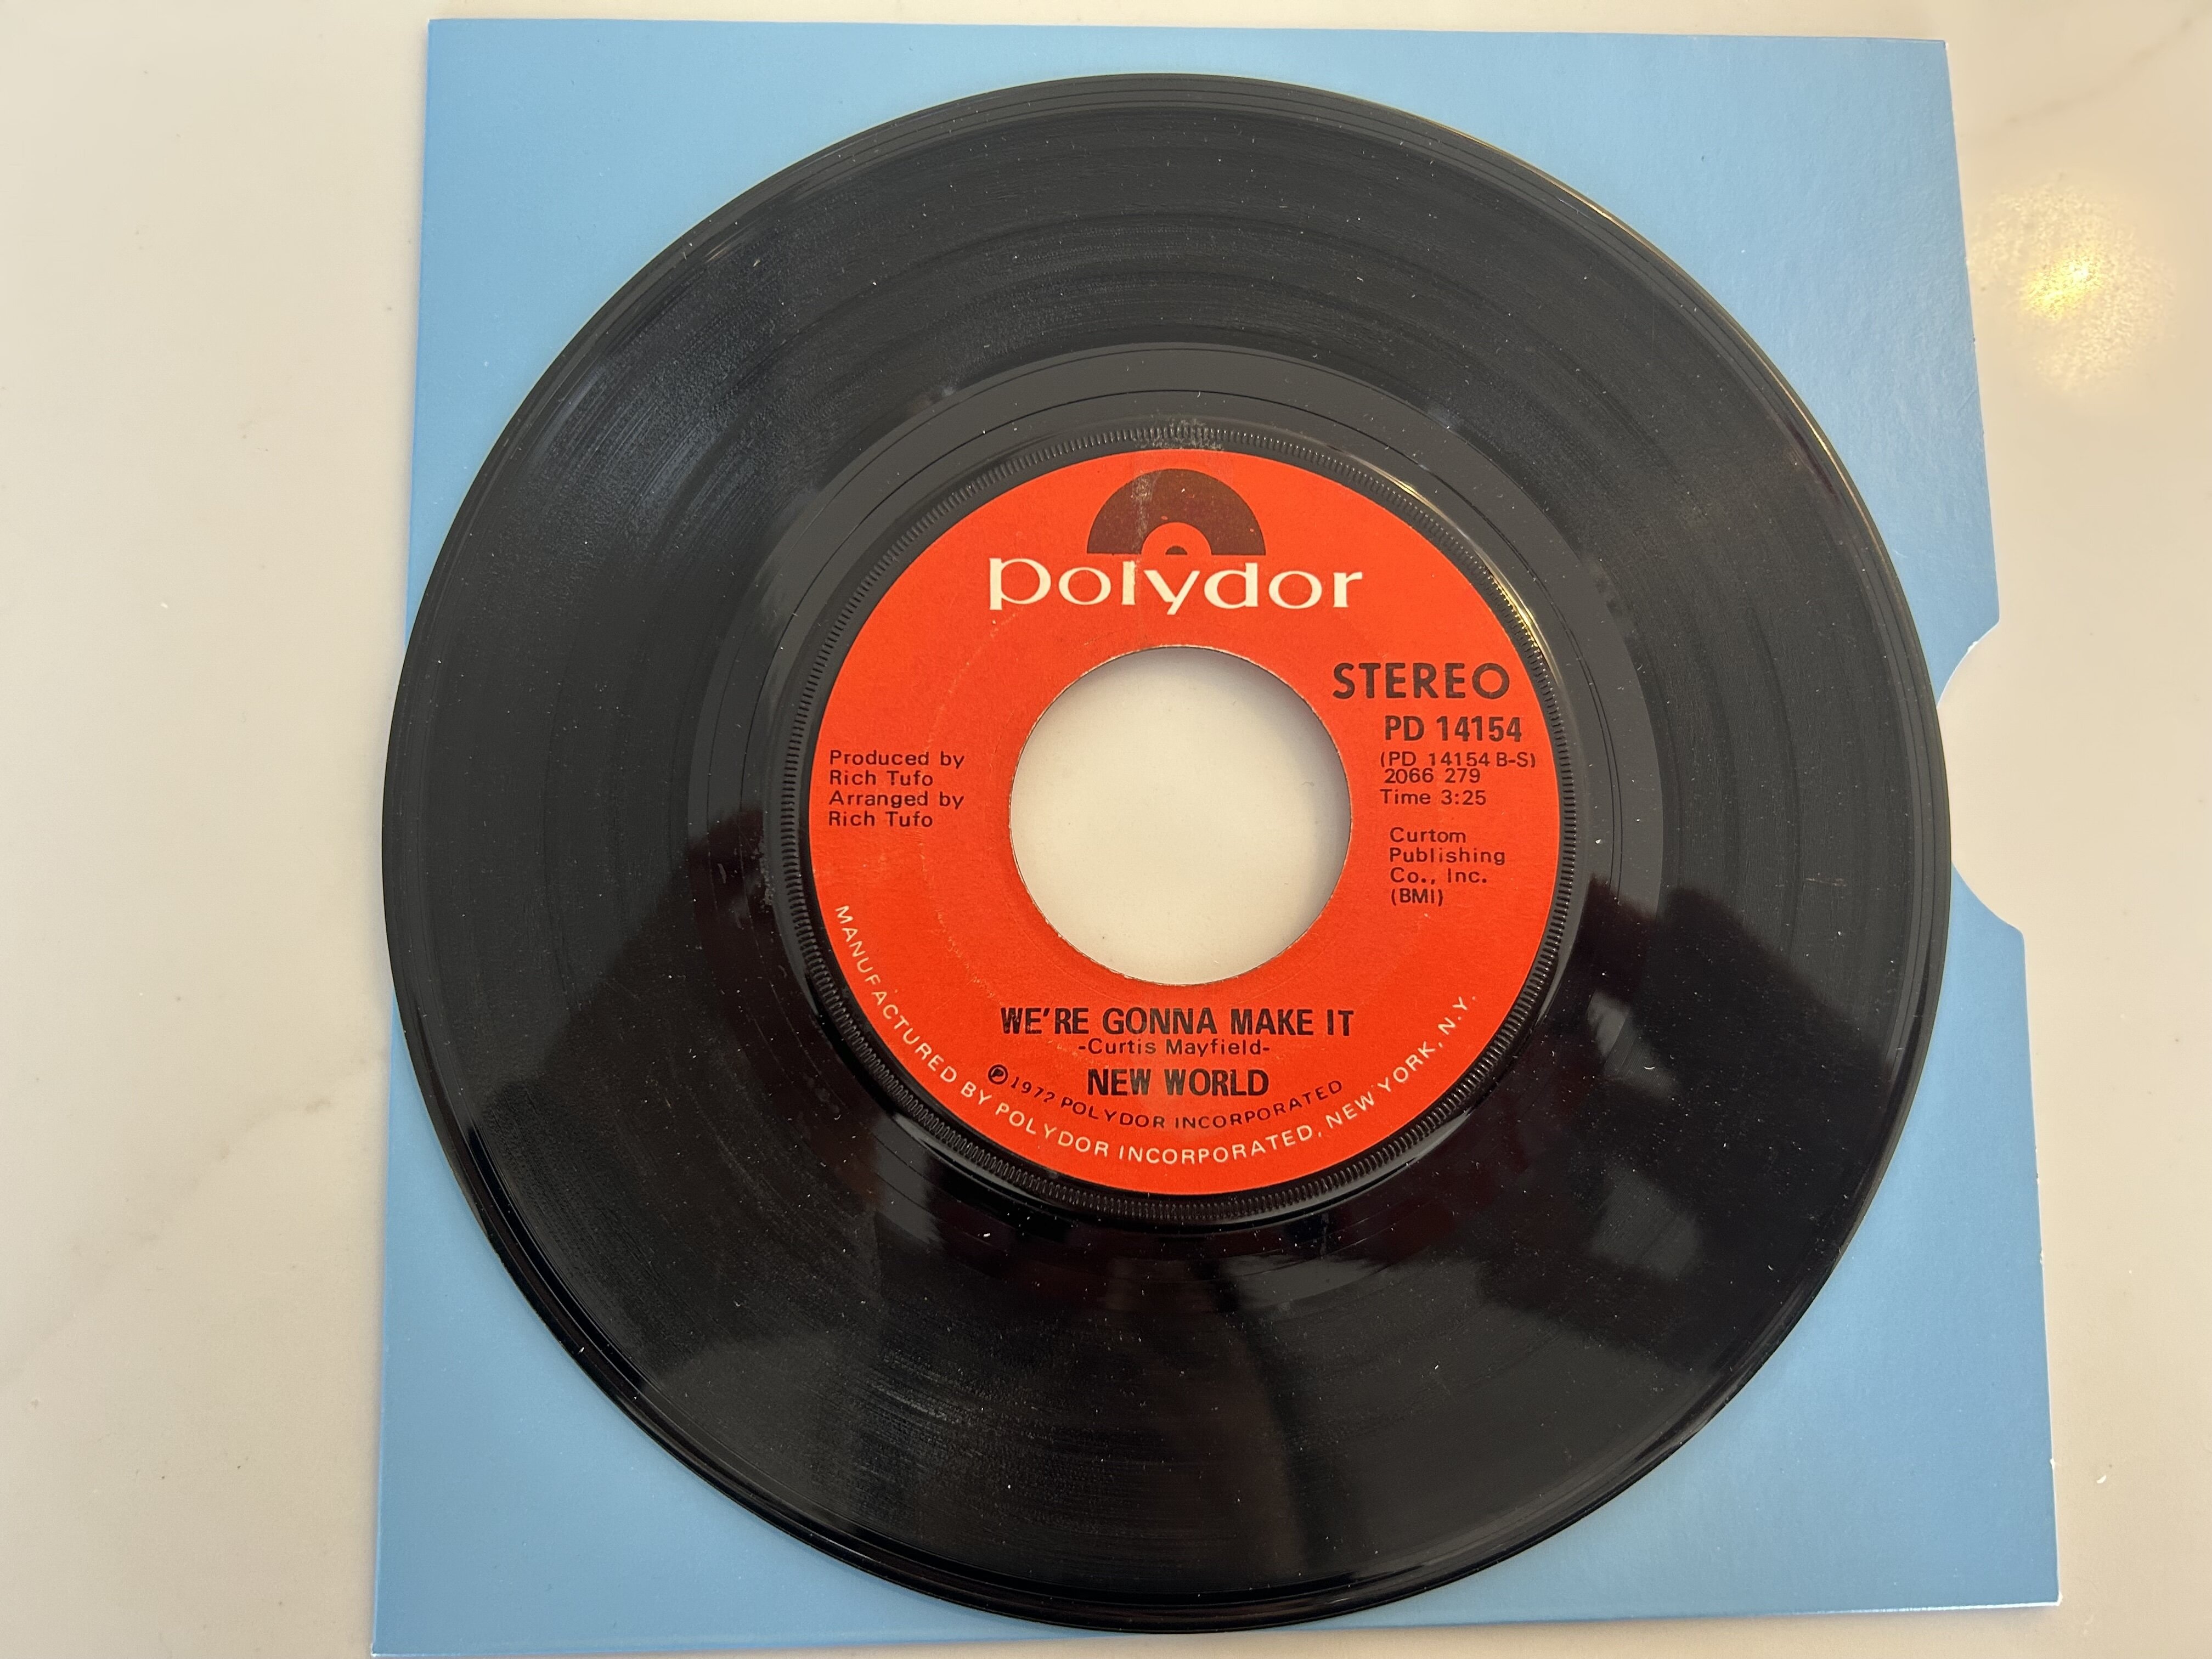 polydor
STEREO
PD 14154
(PD 14154 B-S)
2066 279
Time 3:25
Produced by
Rich Tufo
Arranged by
Rich Tufo
Curtom
Publishing
Co., Inc.
(BMI)
WE'RE GONNA MAKE IT
-Curtis Mayfield-
NEW WORLD
℗ 1972 POLYDOR INCORPORATED
MANUFACTURED BY POLYDOR INCORPORATED, NEW YORK, N.Y.